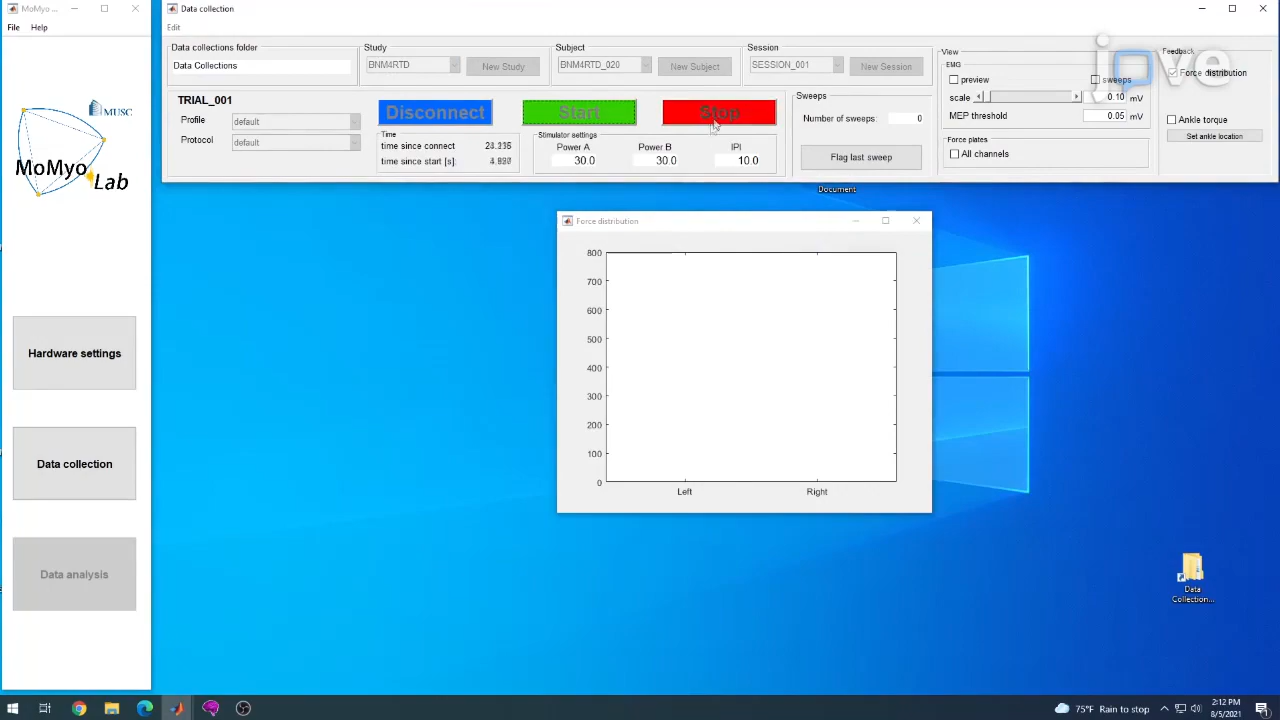 MoMyo ...
File Help
MUSC
MoMyo
Lab
Hardware settings
Data collection
Data analysis
Data collection
Edit
Data collections folder
Data Collections
Study
BNM4RTD
New Study
Subject
BNM4RTD_020
New Subject
Session
SESSION_001
New Session
TRIAL_001
Profile default
Protocol default
Disconnect
Start
Stop
Time
time since connect
time since start [s]:
Stimulator settings
Power A Power B IPI
30.0 30.0 10.0
Sweeps
Number of sweeps: 0
Flag last sweep
View
EMG
preview sweeps
scale 0.10 mV
MEP threshold 0.05 mV
Force plates
All channels
Feedback
Force distribution
Ankle torque
Set ankle location
jove
Document
Force distribution
800
700
600
500
400
300
200
100
0
Left Right
Data
Collection...
75°F Rain to stop
2:12 PM
8/5/2021
1